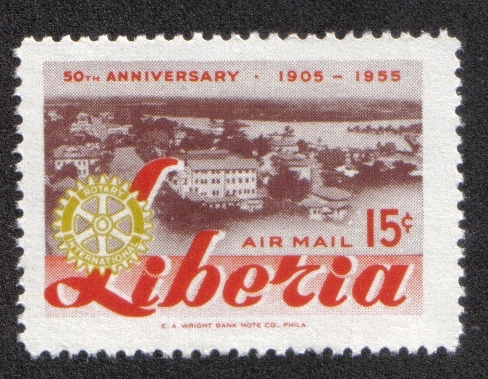 50TH ANNIVERSARY · 1905 - 1955
ROTARY
INTERNATIONAL
AIR MAIL 15¢
Liberia
E. A. WRIGHT BANK NOTE CO., PHILA.